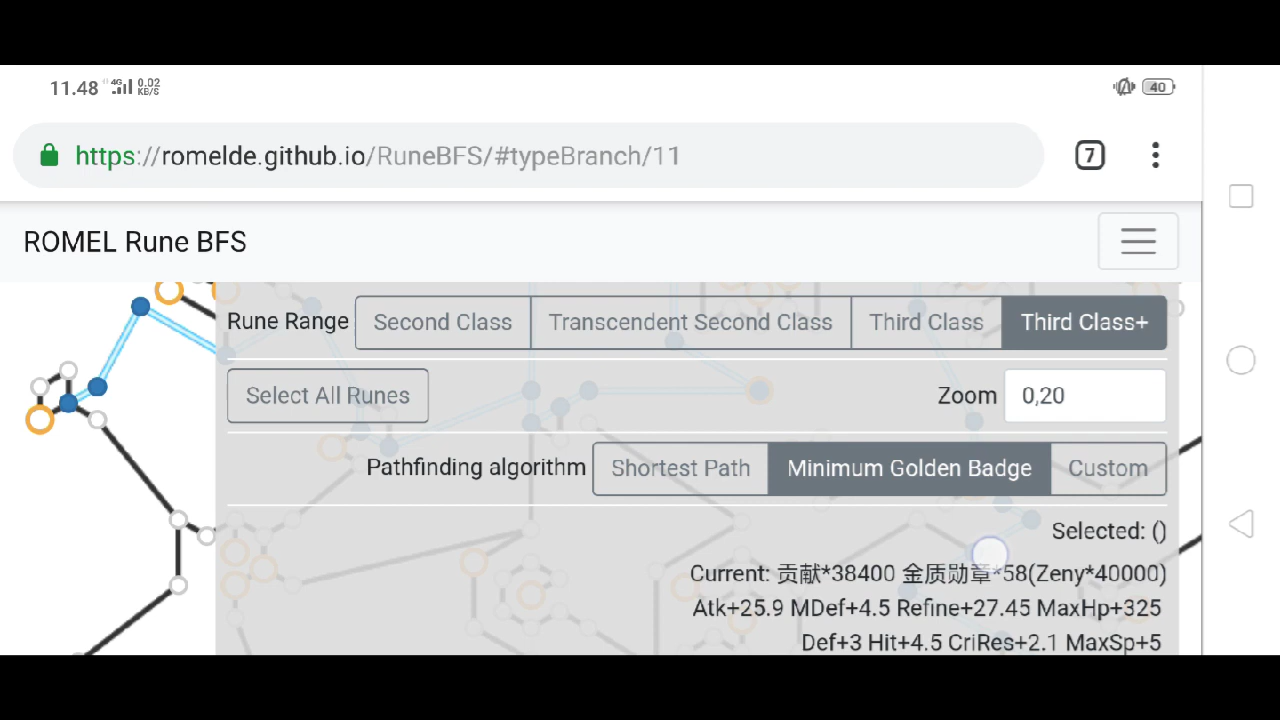 11.48 4G 0.02 KB/S 40
https://romelde.github.io/RuneBFS/#typeBranch/11 7
ROMEL Rune BFS
Rune Range Second Class Transcendent Second Class Third Class Third Class+
Select All Runes Zoom 0,20
Pathfinding algorithm Shortest Path Minimum Golden Badge Custom
Selected: ()
Current: 贡献*38400 金质勋章*58(Zeny*40000)
Atk+25.9 MDef+4.5 Refine+27.45 MaxHp+325
Def+3 Hit+4.5 CriRes+2.1 MaxSp+5